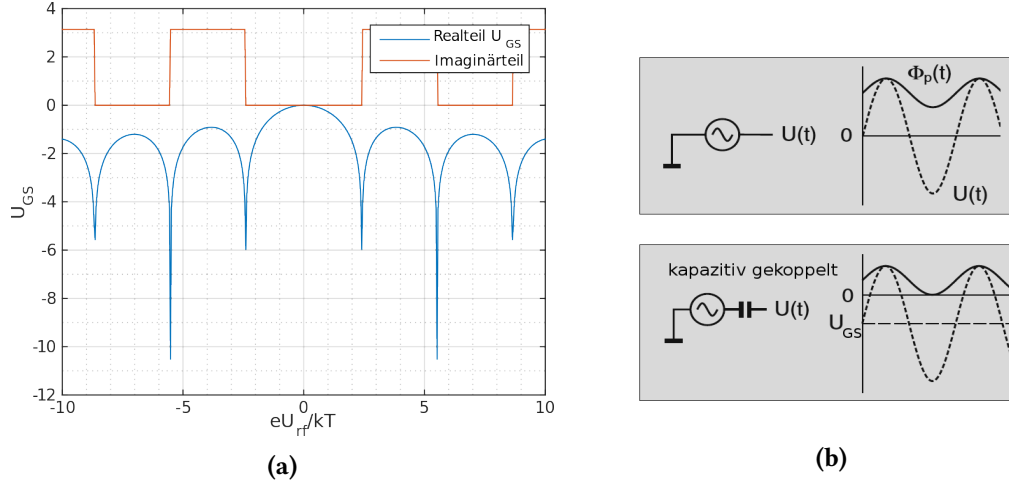 4
2
0
-2
-4
-6
-8
-10
-12
U_GS
Realteil U_GS
Imaginärteil
-10
-5
0
5
10
eU_rf/kT
(a)
Φ_p(t)
0
U(t)
U(t)
kapazitiv gekoppelt
0
U(t)
U_GS
(b)